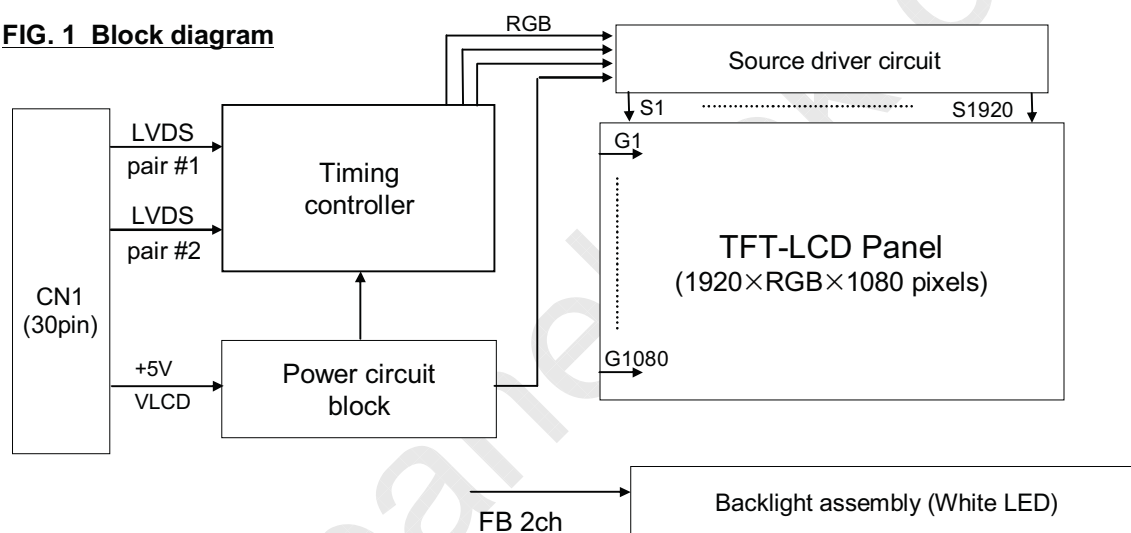 FIG. 1 Block diagram
RGB
Source driver circuit
S1
S1920
CN1
(30pin)
LVDS
pair #1
LVDS
pair #2
Timing
controller
G1
TFT-LCD Panel
(1920×RGB×1080 pixels)
G1080
+5V
VLCD
Power circuit
block
FB 2ch
Backlight assembly (White LED)